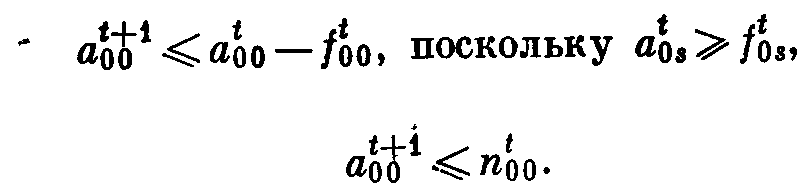 - a_{00}^{t+1} ⩽ a_{00}^{t} — f_{00}^{t}, поскольку a_{0s}^{t} ⩾ f_{0s}^{t},
a_{00}^{t+1} ⩽ n_{00}^{t}.